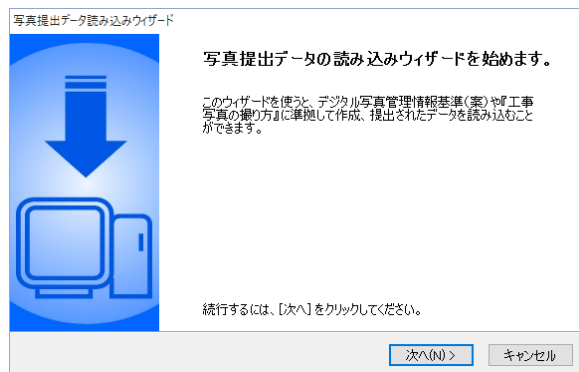 写真提出データ読み込みウィザード
写真提出データの読み込みウィザードを始めます。
このウィザードを使うと、デジタル写真管理情報基準(案)や『工事
写真の撮り方』に準拠して作成、提出されたデータを読み込むこと
ができます。
続行するには、[次へ]をクリックしてください。
次へ(N) >
キャンセル